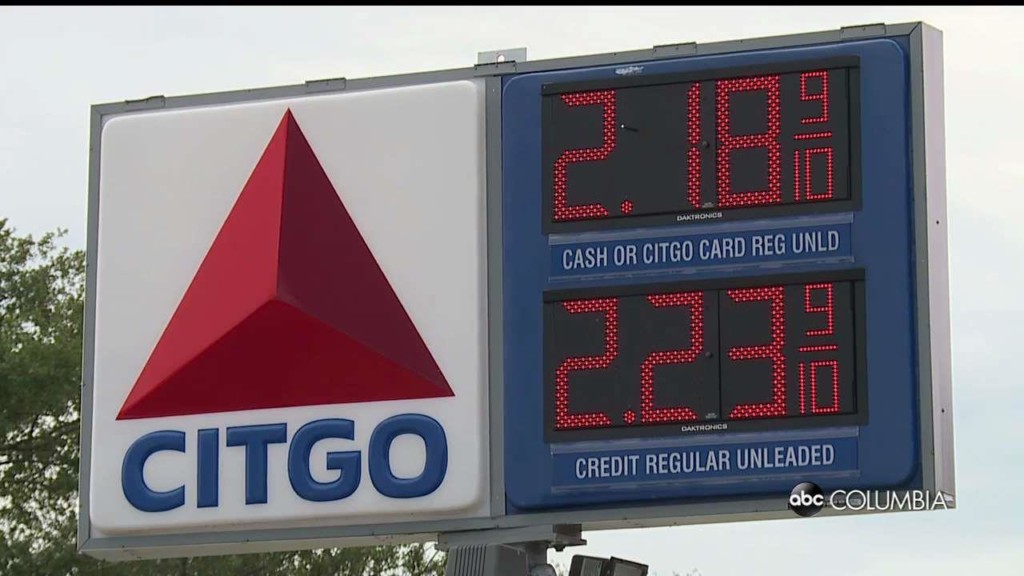 CITGO
2.18 9/10
DAKTRONICS
CASH OR CITGO CARD REG UNLD
2.23 9/10
DAKTRONICS
CREDIT REGULAR UNLEADED
abc COLUMBIA